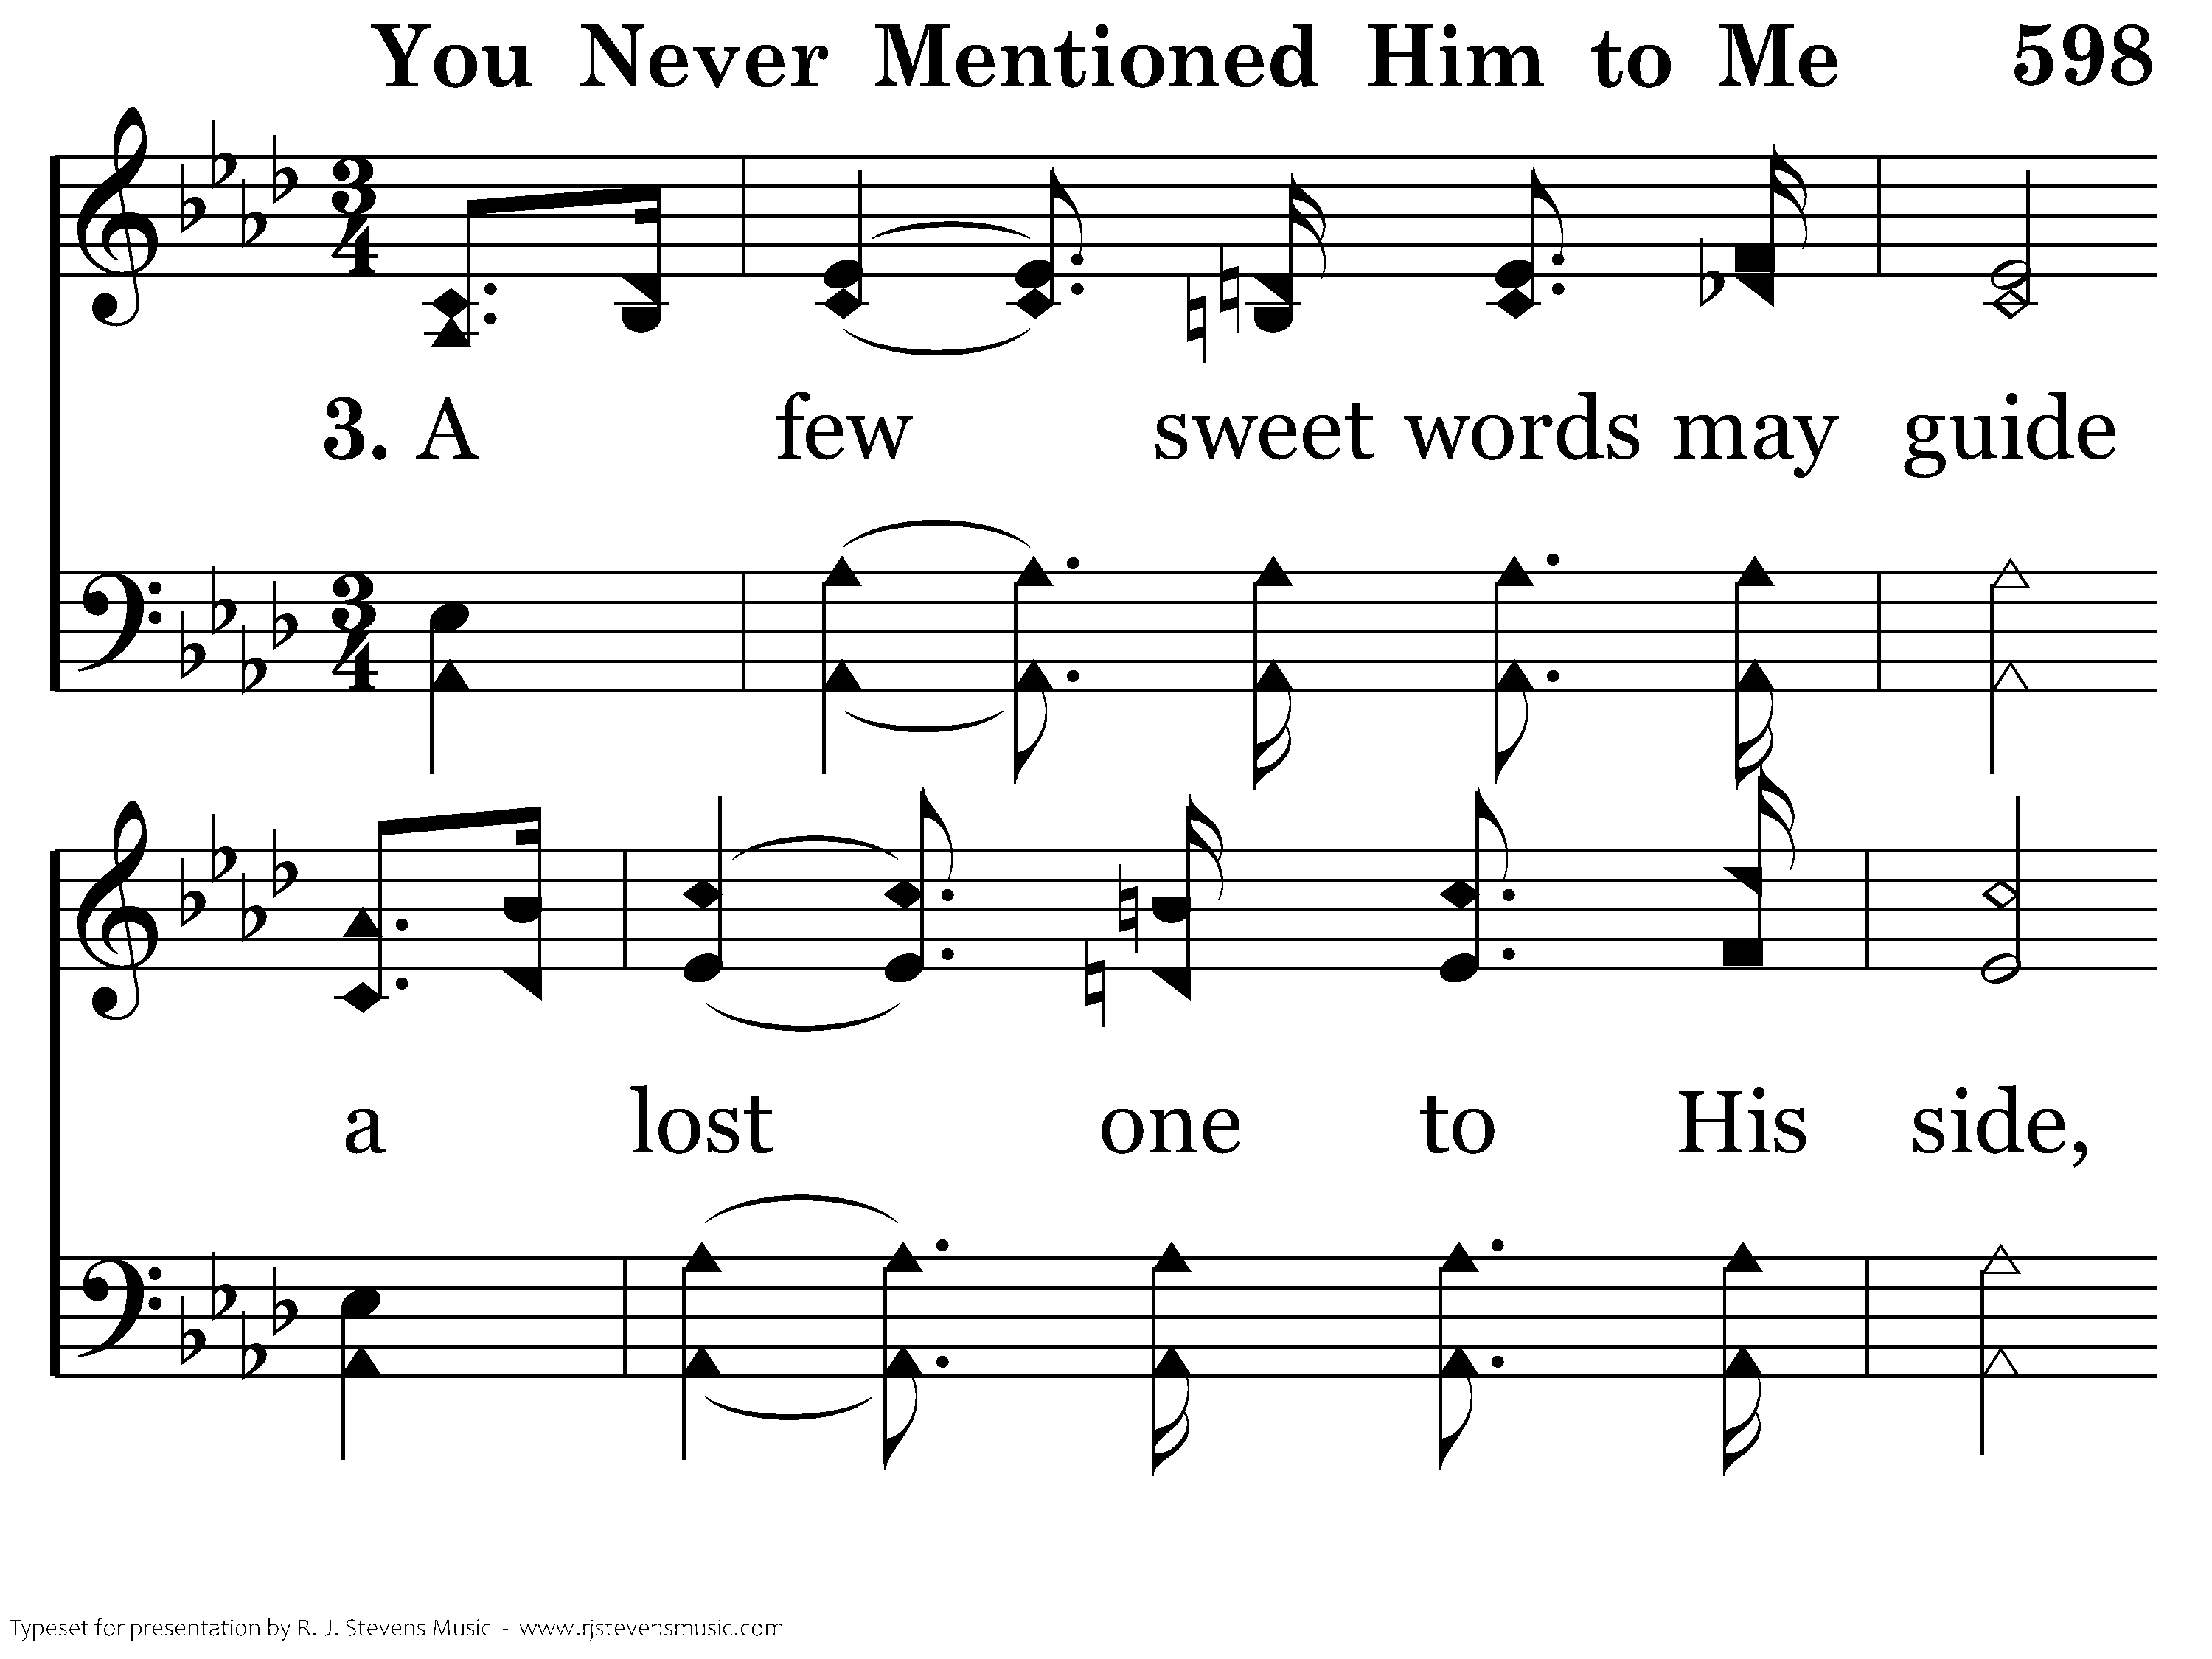 You Never Mentioned Him to Me 598
3. A few sweet words may guide
a lost one to His side,
Typeset for presentation by R. J. Stevens Music - www.rjstevensmusic.com